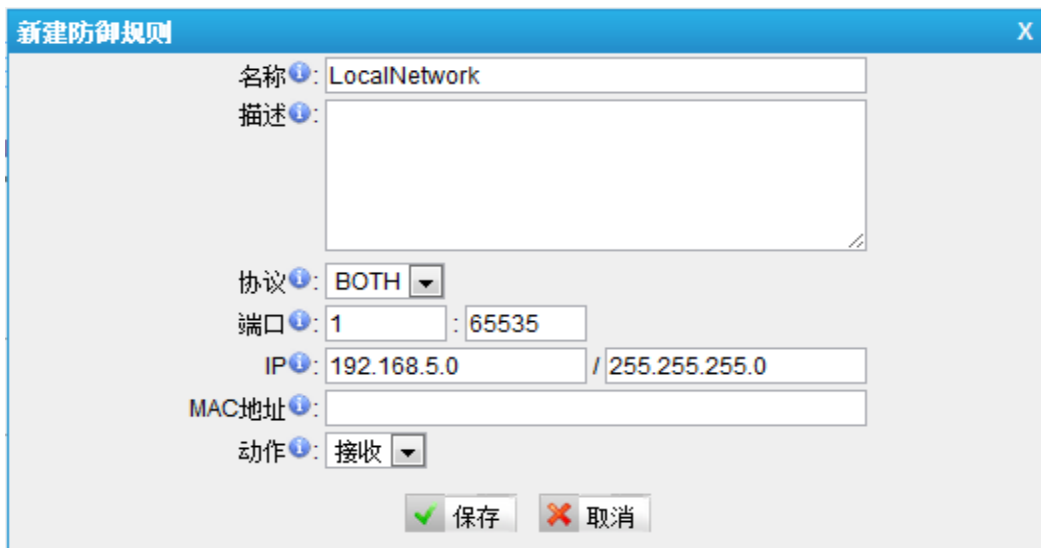 新建防御规则 X
名称: LocalNetwork
描述:
协议: BOTH
端口: 1 : 65535
IP: 192.168.5.0 / 255.255.255.0
MAC地址:
动作: 接收
保存 取消